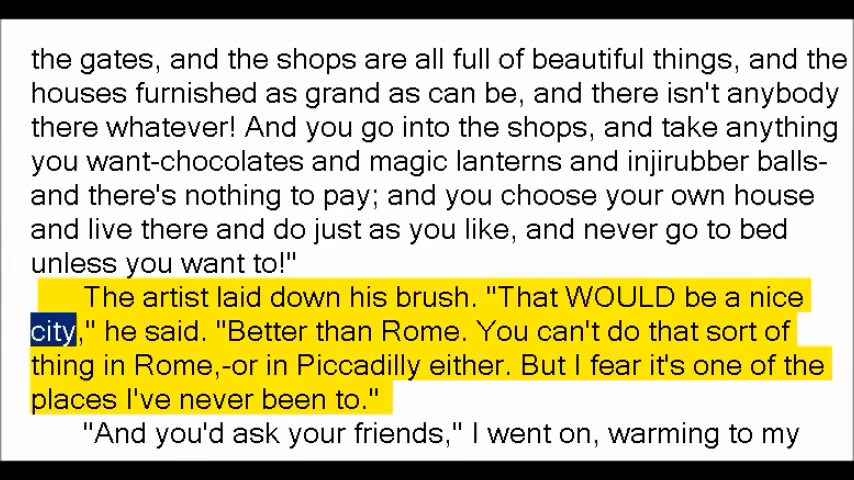 the gates, and the shops are all full of beautiful things, and the
houses furnished as grand as can be, and there isn't anybody
there whatever! And you go into the shops, and take anything
you want-chocolates and magic lanterns and injirubber balls-
and there's nothing to pay; and you choose your own house
and live there and do just as you like, and never go to bed
unless you want to!"
The artist laid down his brush. "That WOULD be a nice
city," he said. "Better than Rome. You can't do that sort of
thing in Rome,-or in Piccadilly either. But I fear it's one of the
places I've never been to."
"And you'd ask your friends," I went on, warming to my